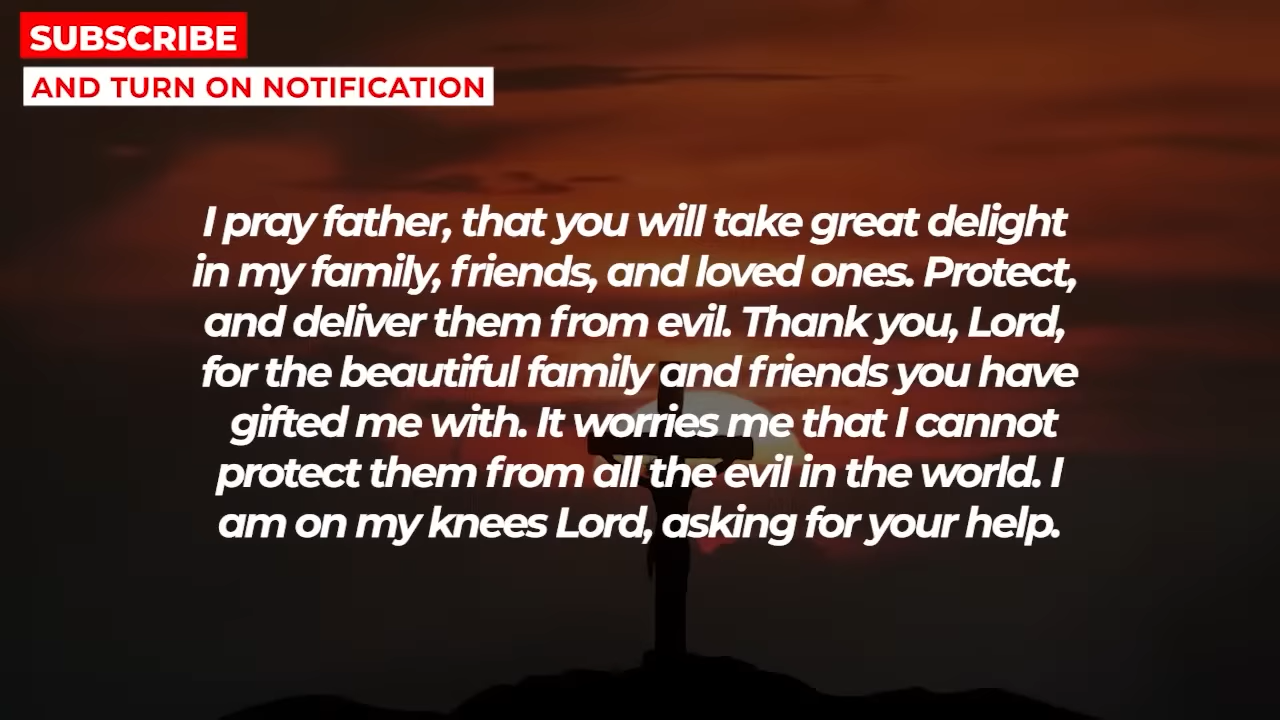 SUBSCRIBE
AND TURN ON NOTIFICATION
I pray father, that you will take great delight
in my family, friends, and loved ones. Protect,
and deliver them from evil. Thank you, Lord,
for the beautiful family and friends you have
gifted me with. It worries me that I cannot
protect them from all the evil in the world. I
am on my knees Lord, asking for your help.